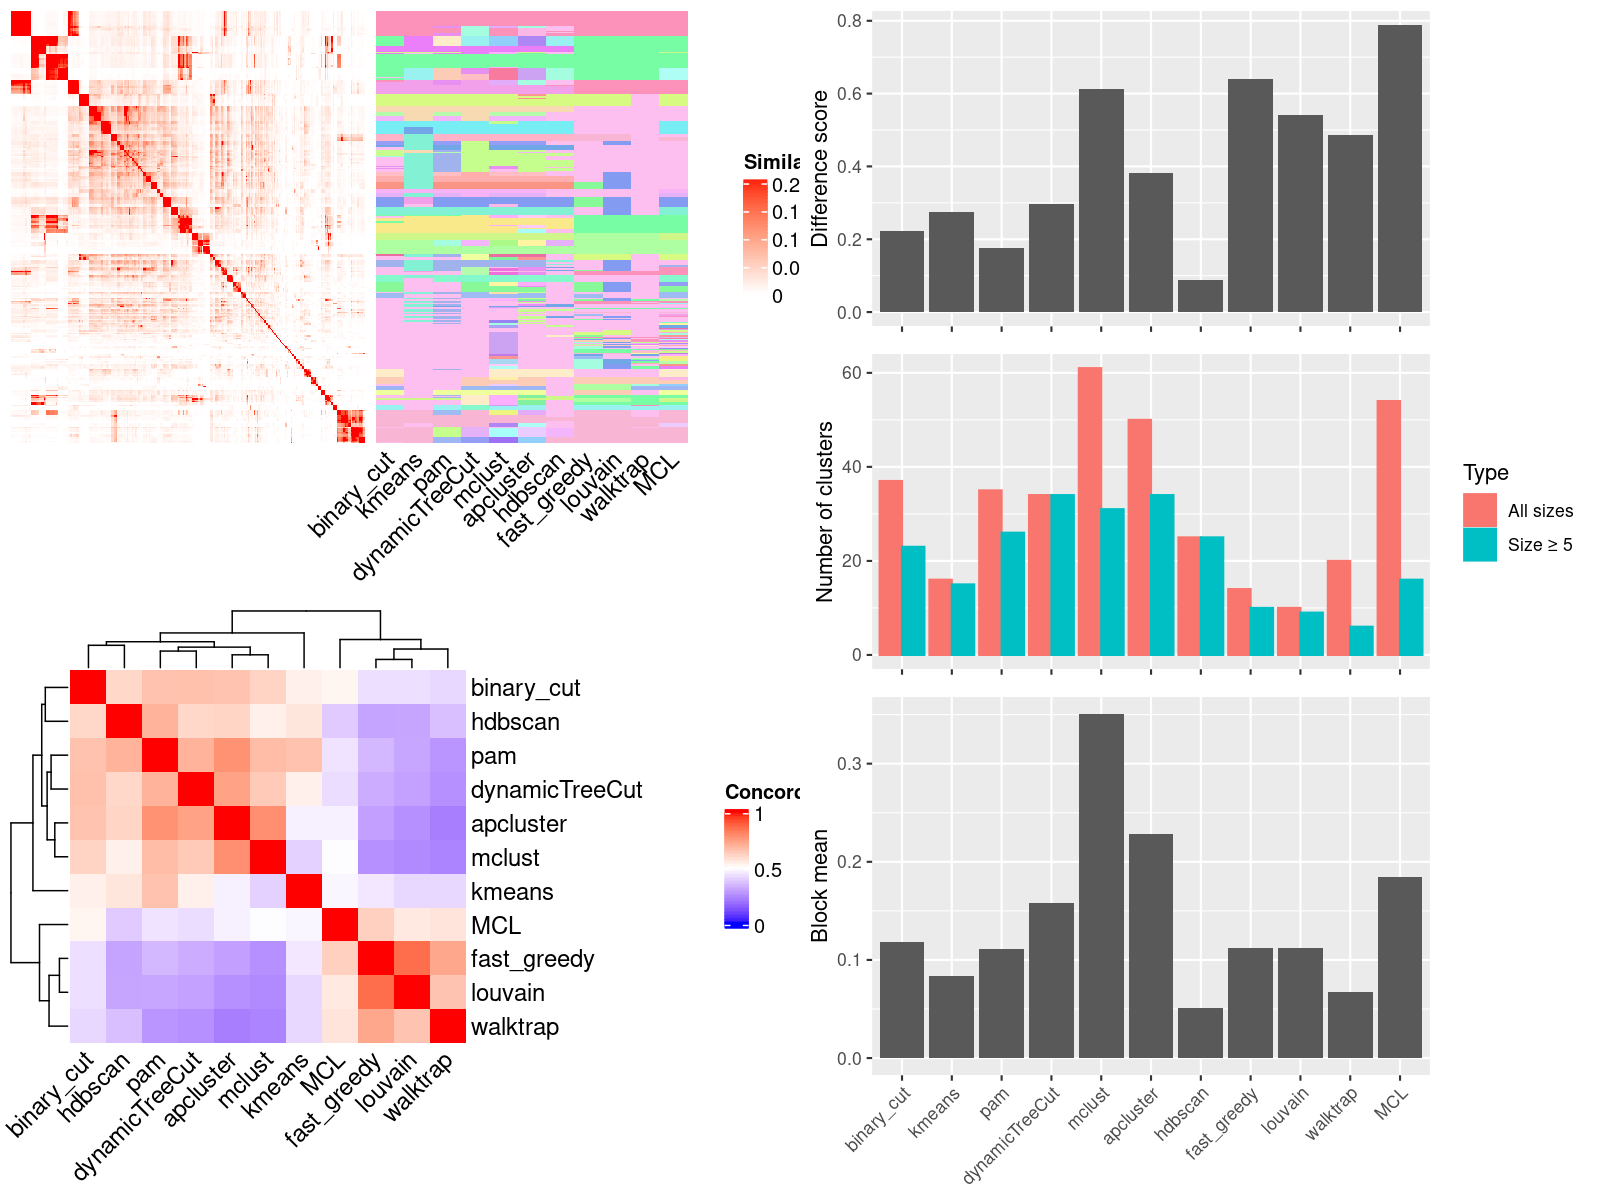 Simila
0.2
0.1
0.1
0.0
0
binary_cut
kmeans
pam
dynamicTreeCut
mclust
apcluster
hdbscan
fast_greedy
louvain
walktrap
MCL
binary_cut
hdbscan
pam
dynamicTreeCut
apcluster
mclust
kmeans
MCL
fast_greedy
louvain
walktrap
binary_cut
hdbscan
pam
dynamicTreeCut
apcluster
mclust
kmeans
MCL
fast_greedy
louvain
walktrap
Concord
1
0.5
0
Difference score
0.8
0.6
0.4
0.2
0.0
Number of clusters
60
40
20
0
Type
All sizes
Size ≥ 5
Block mean
0.3
0.2
0.1
0.0
binary_cut
kmeans
pam
dynamicTreeCut
mclust
apcluster
hdbscan
fast_greedy
louvain
walktrap
MCL